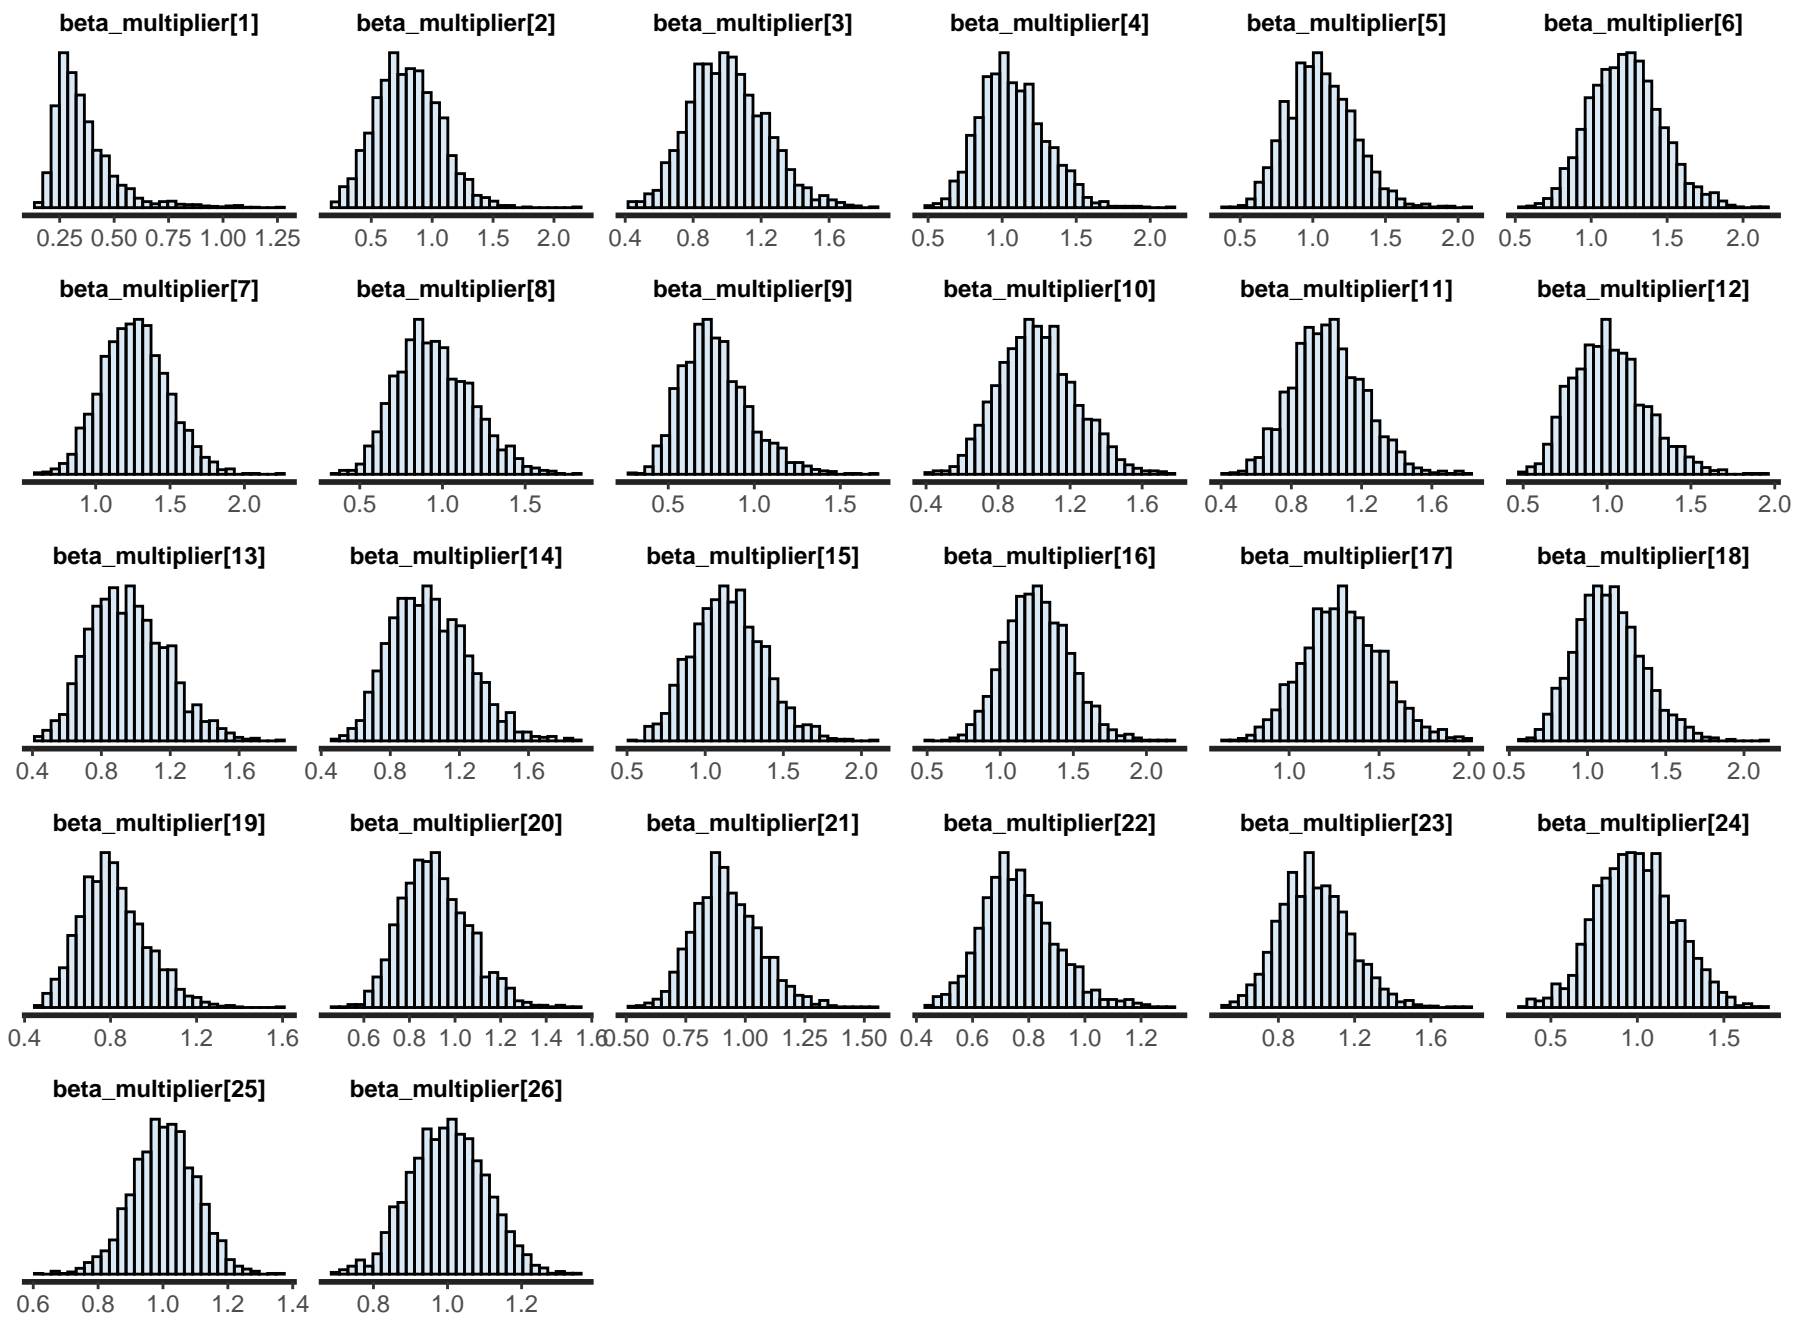 beta_multiplier[1] beta_multiplier[2] beta_multiplier[3] beta_multiplier[4] beta_multiplier[5] beta_multiplier[6]
0.25 0.50 0.75 1.00 1.25 0.5 1.0 1.5 2.0 0.4 0.8 1.2 1.6 0.5 1.0 1.5 2.0 0.5 1.0 1.5 2.0 0.5 1.0 1.5 2.0
beta_multiplier[7] beta_multiplier[8] beta_multiplier[9] beta_multiplier[10] beta_multiplier[11] beta_multiplier[12]
1.0 1.5 2.0 0.5 1.0 1.5 0.5 1.0 1.5 0.4 0.8 1.2 1.6 0.4 0.8 1.2 1.6 0.5 1.0 1.5 2.0
beta_multiplier[13] beta_multiplier[14] beta_multiplier[15] beta_multiplier[16] beta_multiplier[17] beta_multiplier[18]
0.4 0.8 1.2 1.6 0.4 0.8 1.2 1.6 0.5 1.0 1.5 2.0 0.5 1.0 1.5 2.0 1.0 1.5 2.0 0.5 1.0 1.5 2.0
beta_multiplier[19] beta_multiplier[20] beta_multiplier[21] beta_multiplier[22] beta_multiplier[23] beta_multiplier[24]
0.4 0.8 1.2 1.6 0.6 0.8 1.0 1.2 1.4 1.6 0.50 0.75 1.00 1.25 1.50 0.4 0.6 0.8 1.0 1.2 0.8 1.2 1.6 0.5 1.0 1.5
beta_multiplier[25] beta_multiplier[26]
0.6 0.8 1.0 1.2 1.4 0.8 1.0 1.2